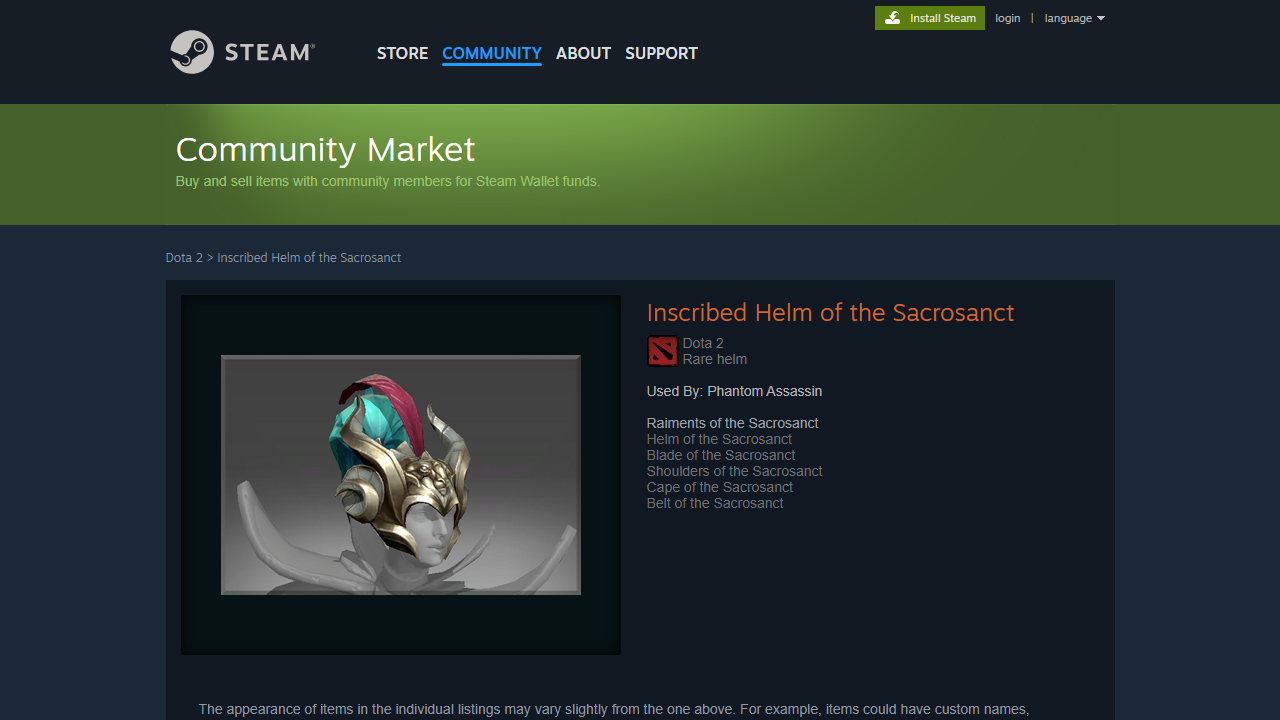 Install Steam
login | language
STEAM®
STORE COMMUNITY ABOUT SUPPORT
Community Market
Buy and sell items with community members for Steam Wallet funds.
Dota 2 > Inscribed Helm of the Sacrosanct
Inscribed Helm of the Sacrosanct
Dota 2
Rare helm
Used By: Phantom Assassin
Raiments of the Sacrosanct
Helm of the Sacrosanct
Blade of the Sacrosanct
Shoulders of the Sacrosanct
Cape of the Sacrosanct
Belt of the Sacrosanct
The appearance of items in the individual listings may vary slightly from the one above. For example, items could have custom names,